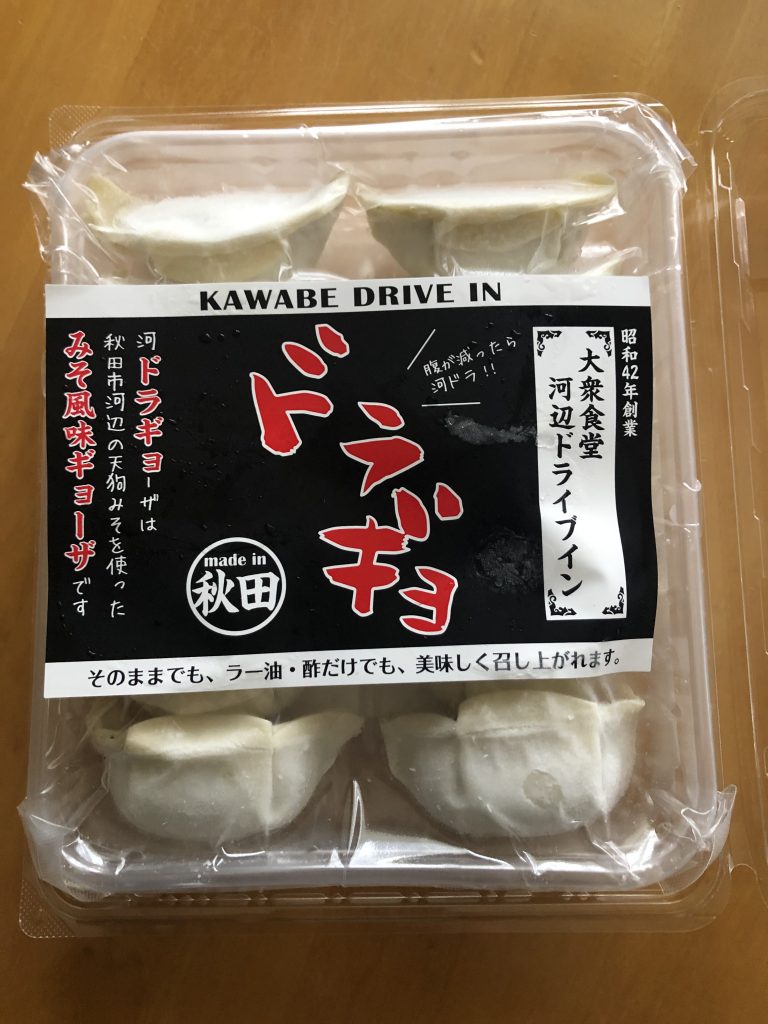 KAWABE DRIVE IN
昭和42年創業
大衆食堂
河辺ドライブイン
腹が減ったら
河ドラ!!
ドラギョ
made in
秋田
河ドラギョーザは
秋田市河辺の天狗みそを使った
みそ風味ギョーザです
そのままでも、ラー油・酢だけでも、美味しく召し上がれます。